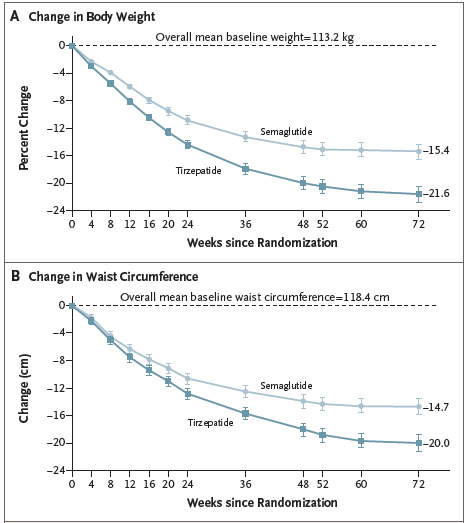 A Change in Body Weight
Overall mean baseline weight=113.2 kg
Percent Change
0
−4
−8
−12
−16
−20
−24
Semaglutide
Tirzepatide
−15.4
−21.6
0 4 8 12 16 20 24 36 48 52 60 72
Weeks since Randomization
B Change in Waist Circumference
Overall mean baseline waist circumference=118.4 cm
Change (cm)
0
−4
−8
−12
−16
−20
−24
Semaglutide
Tirzepatide
−14.7
−20.0
0 4 8 12 16 20 24 36 48 52 60 72
Weeks since Randomization